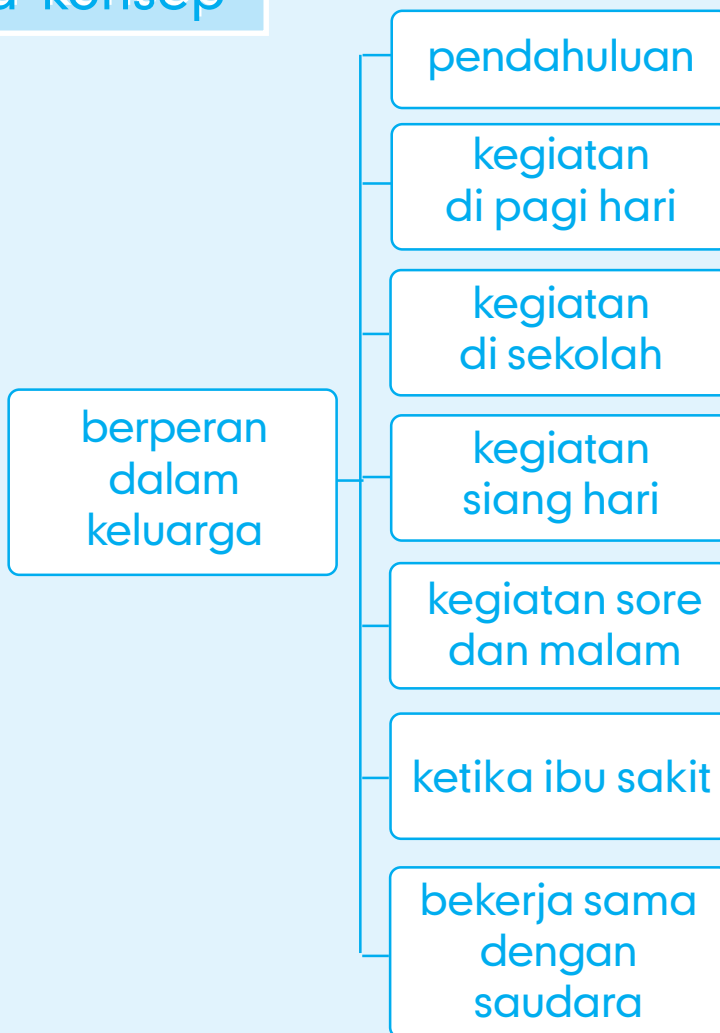 konsep
pendahuluan
kegiatan
di pagi hari
kegiatan
di sekolah
berperan
dalam
keluarga
kegiatan
siang hari
kegiatan sore
dan malam
ketika ibu sakit
bekerja sama
dengan
saudara